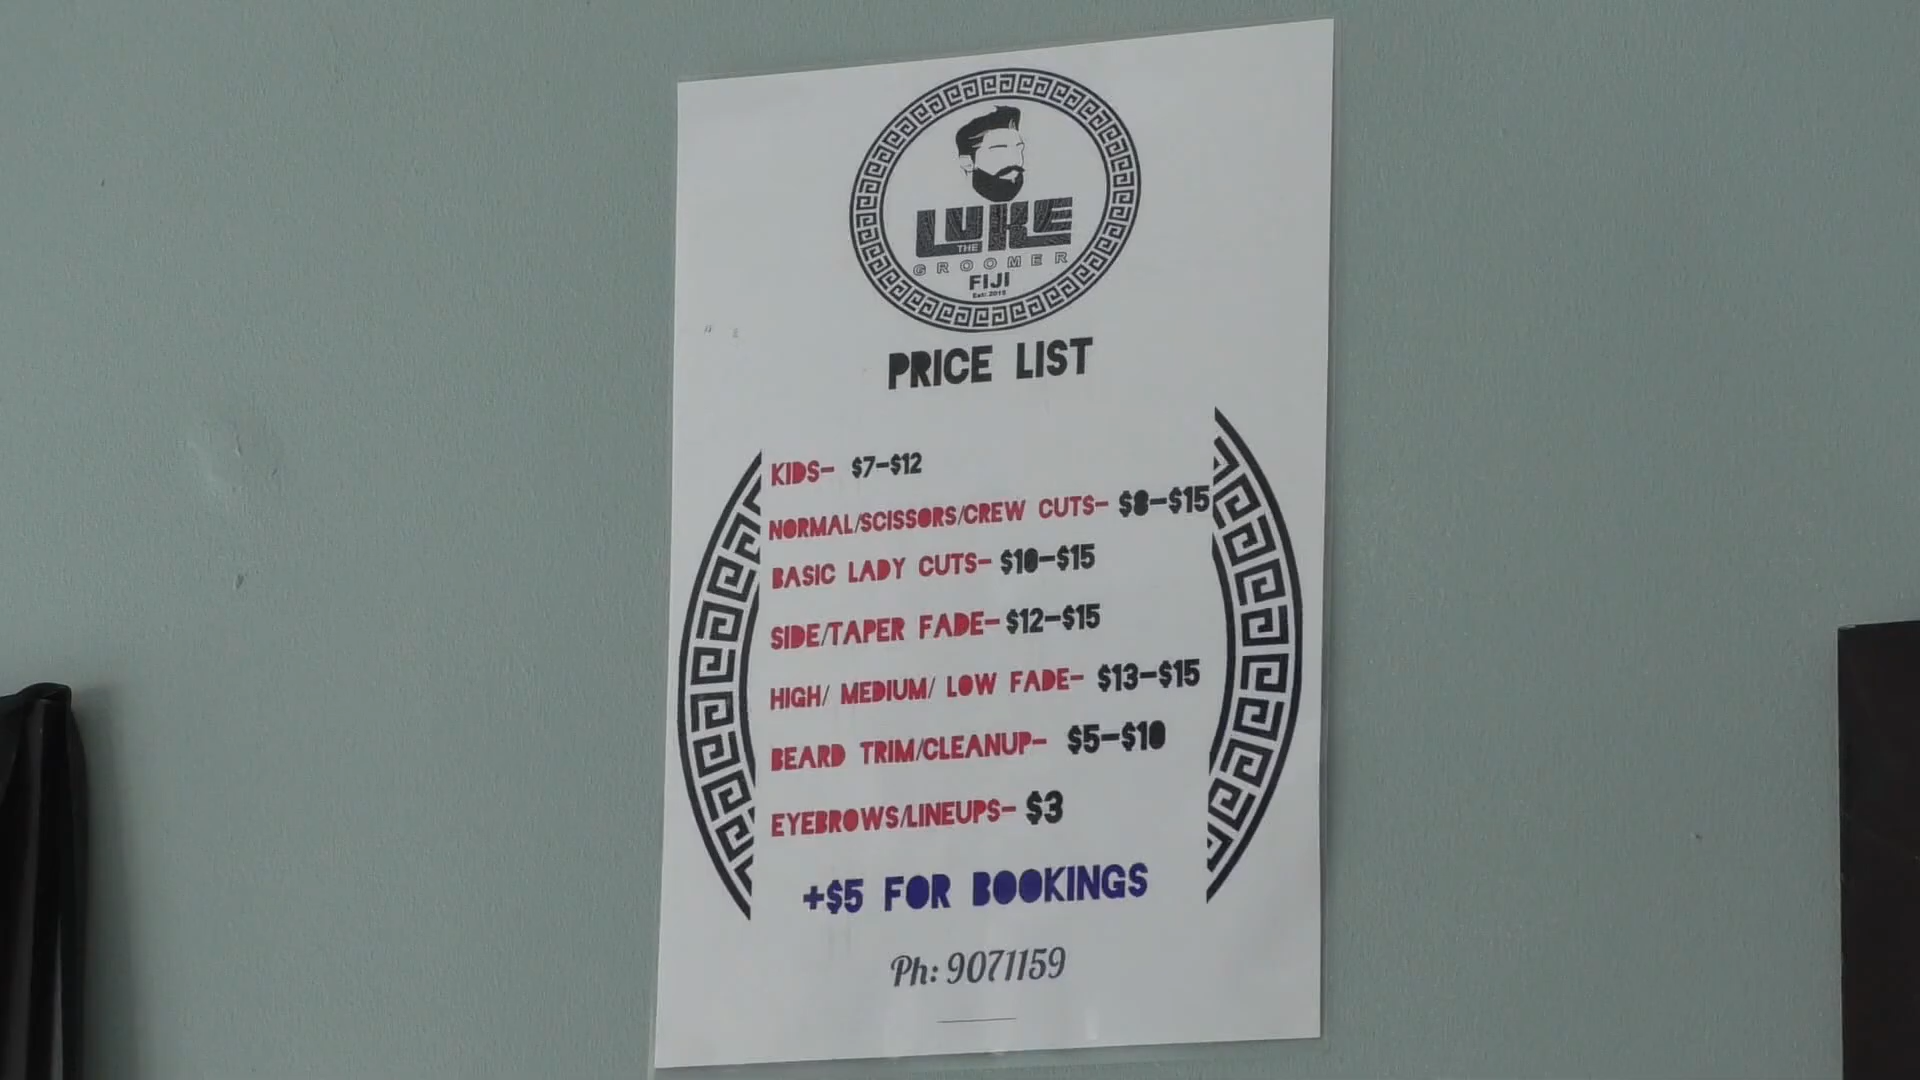 LUKE
THE
GROOMER
FIJI
Est: 2015
PRICE LIST
KIDS- $7-$12
NORMAL/SCISSORS/CREW CUTS- $8-$15
BASIC LADY CUTS- $10-$15
SIDE/TAPER FADE- $12-$15
HIGH/ MEDIUM/ LOW FADE- $13-$15
BEARD TRIM/CLEANUP- $5-$10
EYEBROWS/LINEUPS- $3
+$5 FOR BOOKINGS
Ph: 9071159